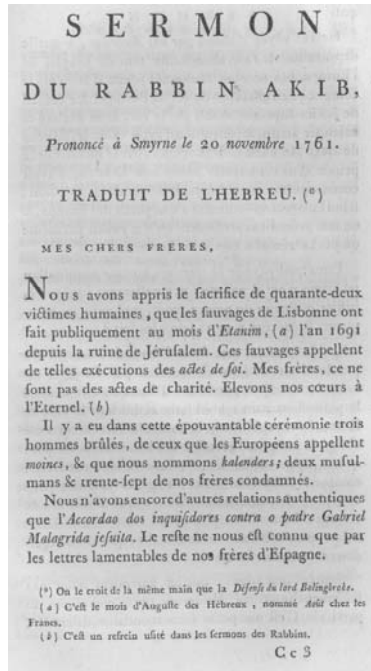 SERMON
DU RABBIN AKIB,
Prononcé à Smyrne le 20 novembre 1761.
TRADUIT DE L'HEBREU. (*)
MES CHERS FRERES,
Nous avons appris le sacrifice de quarante-deux
victimes humaines, que les sauvages de Lisbonne ont
fait publiquement au mois d'Etanim, (a) l'an 1691
depuis la ruine de Jérusalem. Ces sauvages appellent
de telles exécutions des actes de foi. Mes frères, ce ne
sont pas des actes de charité. Elevons nos cœurs à
l'Eternel. (b)
Il y a eu dans cette épouvantable cérémonie trois
hommes brûlés, de ceux que les Européens appellent
moines, & que nous nommons kalenders; deux musul-
mans & trente-sept de nos frères condamnés.
Nous n'avons encore d'autres relations authentiques
que l'Accordao dos inquisidores contra o padre Gabriel
Malagrida jesuita. Le reste ne nous est connu que par
les lettres lamentables de nos frères d'Espagne.
(*) On le croit de la même main que la Défense du lord Bolingbroke.
(a) C'est le mois d'Auguste des Hébreux, nommé Août chez les
Francs.
(b) C'est un refrein usité dans les sermons des Rabbins.
Cc 3